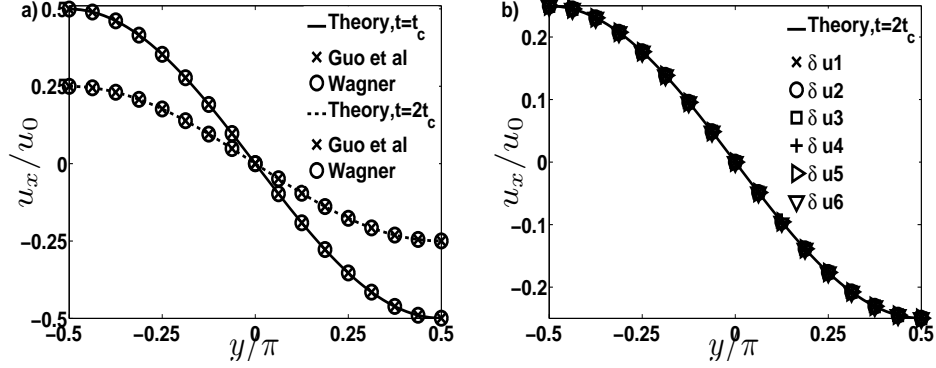 a)
0.5
0.25
0
−0.25
−0.5
u_x/u_0
Theory,t=t_c
Guo et al
Wagner
Theory,t=2t_c
Guo et al
Wagner
−0.5 −0.25 0 0.25 0.5
y/π
b)
0.2
0.1
0
−0.1
−0.2
u_x/u_0
Theory,t=2t_c
δ u1
δ u2
δ u3
δ u4
δ u5
δ u6
−0.5 −0.25 0 0.25 0.5
y/π